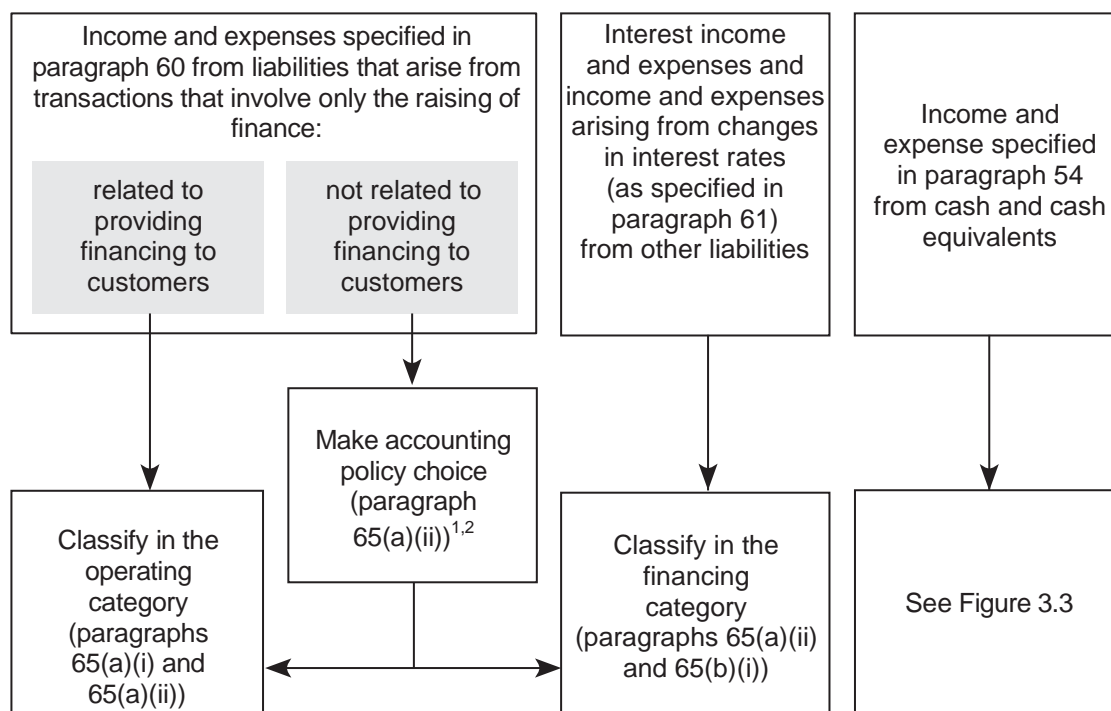 Income and expenses specified in
paragraph 60 from liabilities that arise from
transactions that involve only the raising of
finance:
related to
providing
financing to
customers
not related to
providing
financing to
customers
Interest income
and expenses and
income and expenses
arising from changes
in interest rates
(as specified in
paragraph 61)
from other liabilities
Income and
expense specified
in paragraph 54
from cash and cash
equivalents
Make accounting
policy choice
(paragraph
65(a)(ii))1,2
Classify in the
operating
category
(paragraphs
65(a)(i) and
65(a)(ii))
Classify in the
financing
category
(paragraphs 65(a)(ii)
and 65(b)(i))
See Figure 3.3